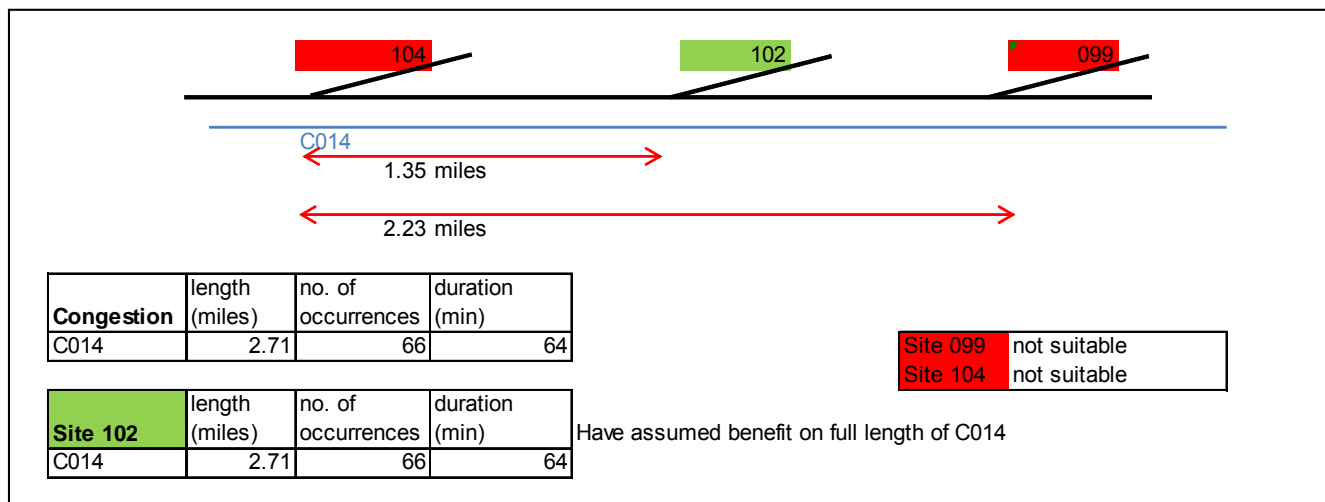 104 102 099
C014
1.35 miles
2.23 miles
Congestion length (miles) no. of occurrences duration (min)
C014 2.71 66 64
Site 099 not suitable
Site 104 not suitable
Site 102 length (miles) no. of occurrences duration (min) Have assumed benefit on full length of C014
C014 2.71 66 64